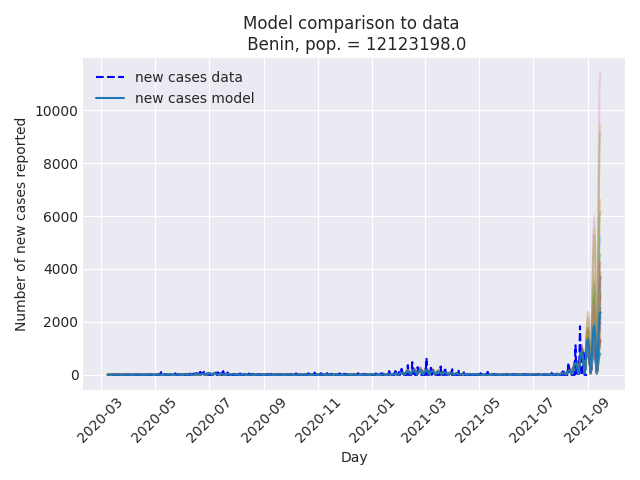 Model comparison to data
Benin, pop. = 12123198.0
new cases data
new cases model
Number of new cases reported
10000
8000
6000
4000
2000
0
2020-03
2020-05
2020-07
2020-09
2020-11
2021-01
2021-03
2021-05
2021-07
2021-09
Day